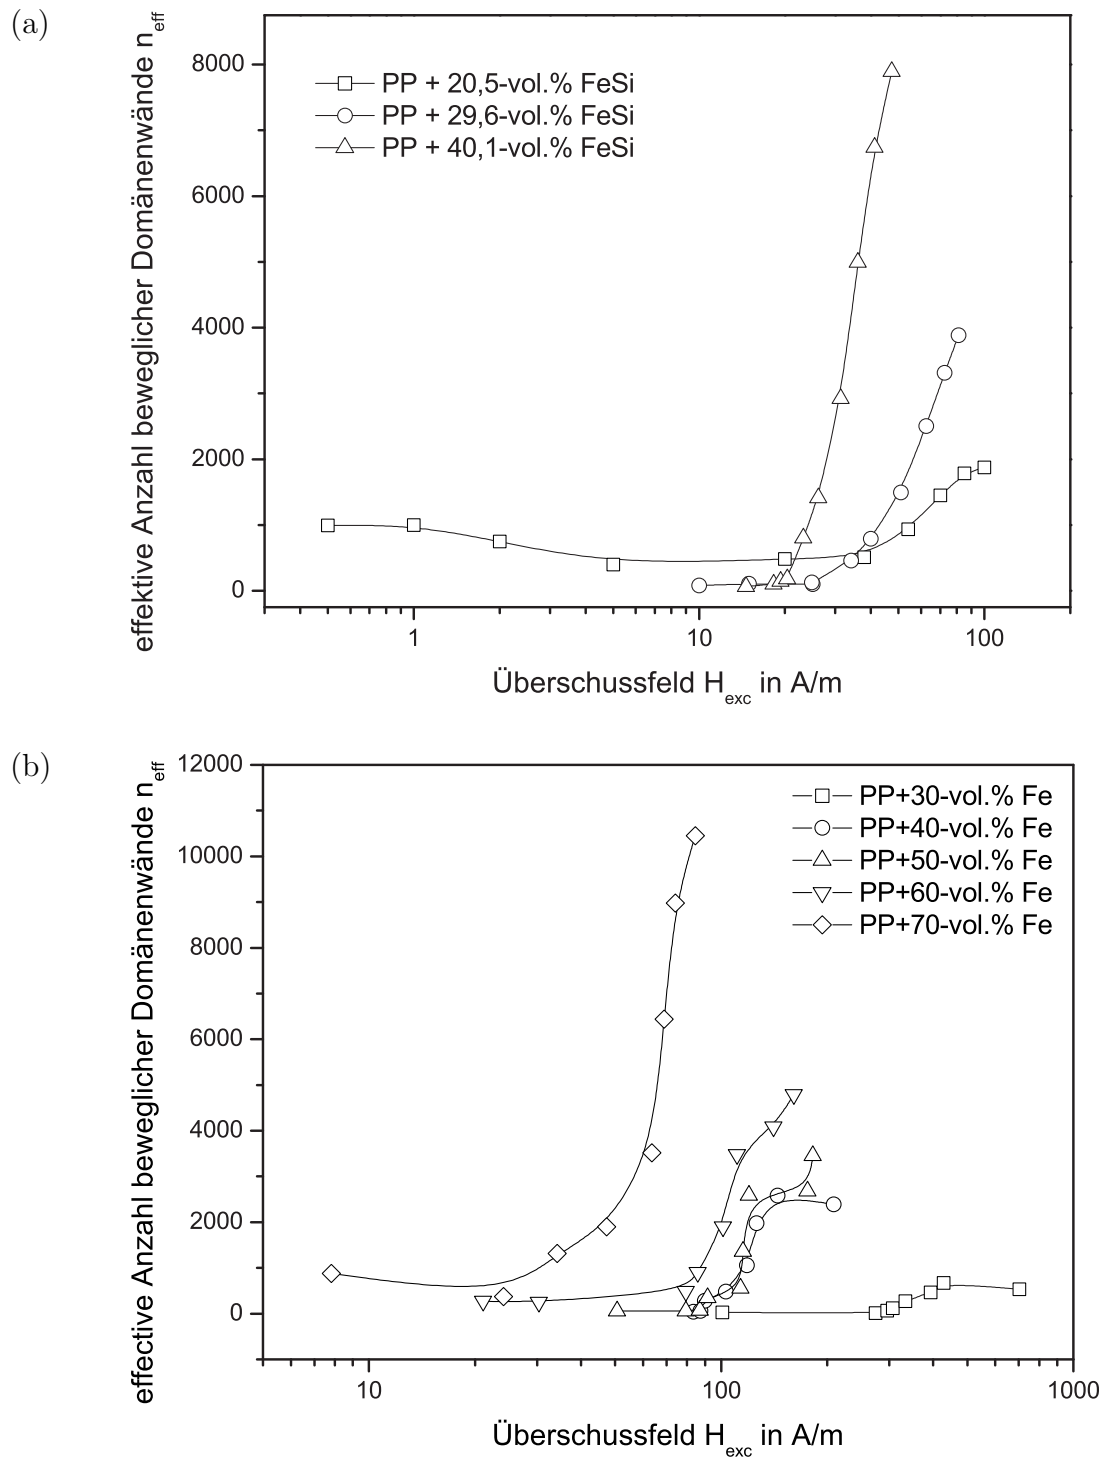 (a)
effektive Anzahl beweglicher Domänenwände n_eff
8000
6000
4000
2000
0
PP + 20,5-vol.% FeSi
PP + 29,6-vol.% FeSi
PP + 40,1-vol.% FeSi
1
10
100
Überschussfeld H_exc in A/m
(b)
effective Anzahl beweglicher Domänenwände n_eff
12000
10000
8000
6000
4000
2000
0
PP+30-vol.% Fe
PP+40-vol.% Fe
PP+50-vol.% Fe
PP+60-vol.% Fe
PP+70-vol.% Fe
10
100
1000
Überschussfeld H_exc in A/m